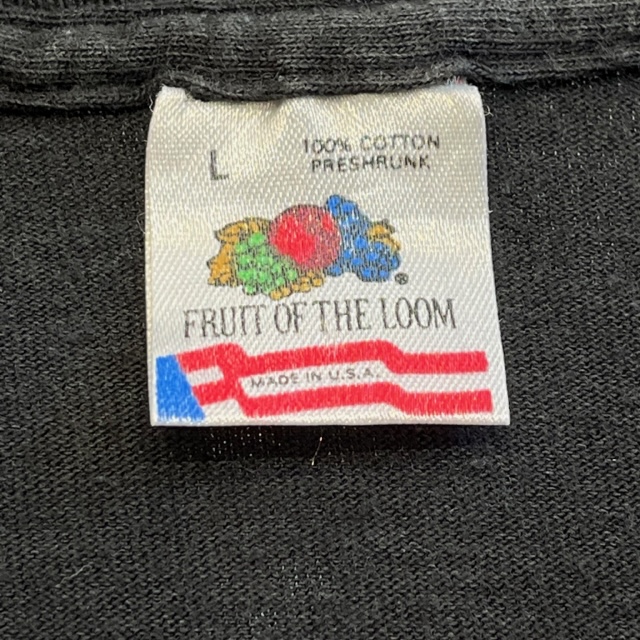 L
100% COTTON
PRESHRUNK
®
FRUIT OF THE LOOM
MADE IN U.S.A.